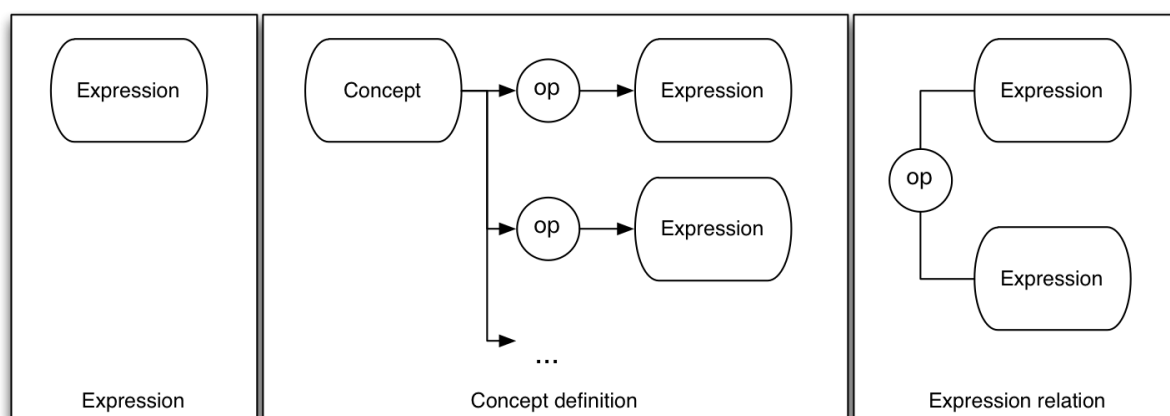 Expression
Expression
Concept
op
Expression
op
Expression
...
Concept definition
Expression
op
Expression
Expression relation